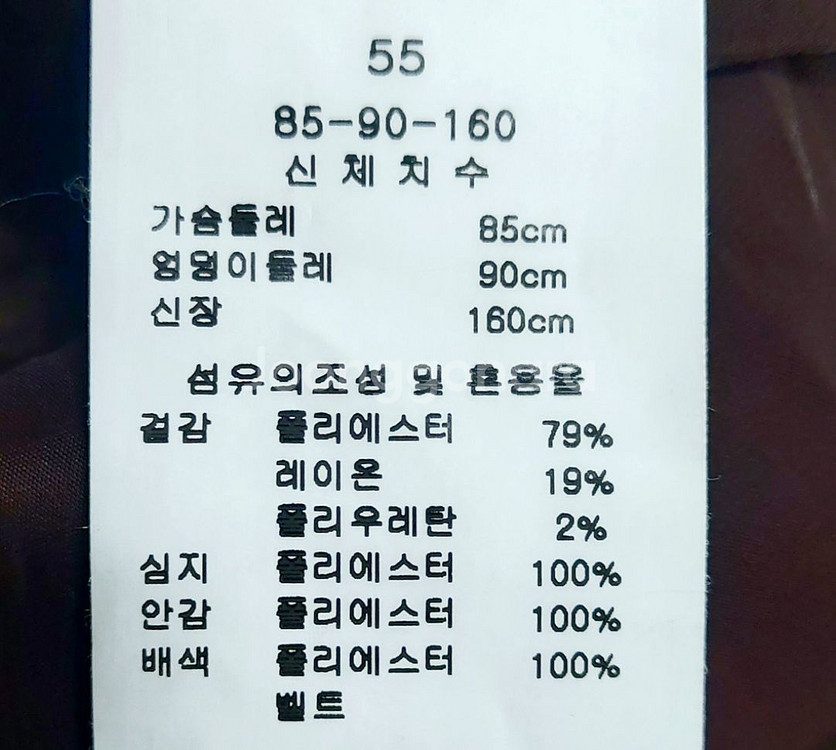 55
85-90-160
신체치수
가슴둘레 85cm
엉덩이둘레 90cm
신장 160cm
섬유의조성 및 혼용율
겉감 폴리에스터 79%
레이온 19%
폴리우레탄 2%
심지 폴리에스터 100%
안감 폴리에스터 100%
배색 폴리에스터 100%
벨트